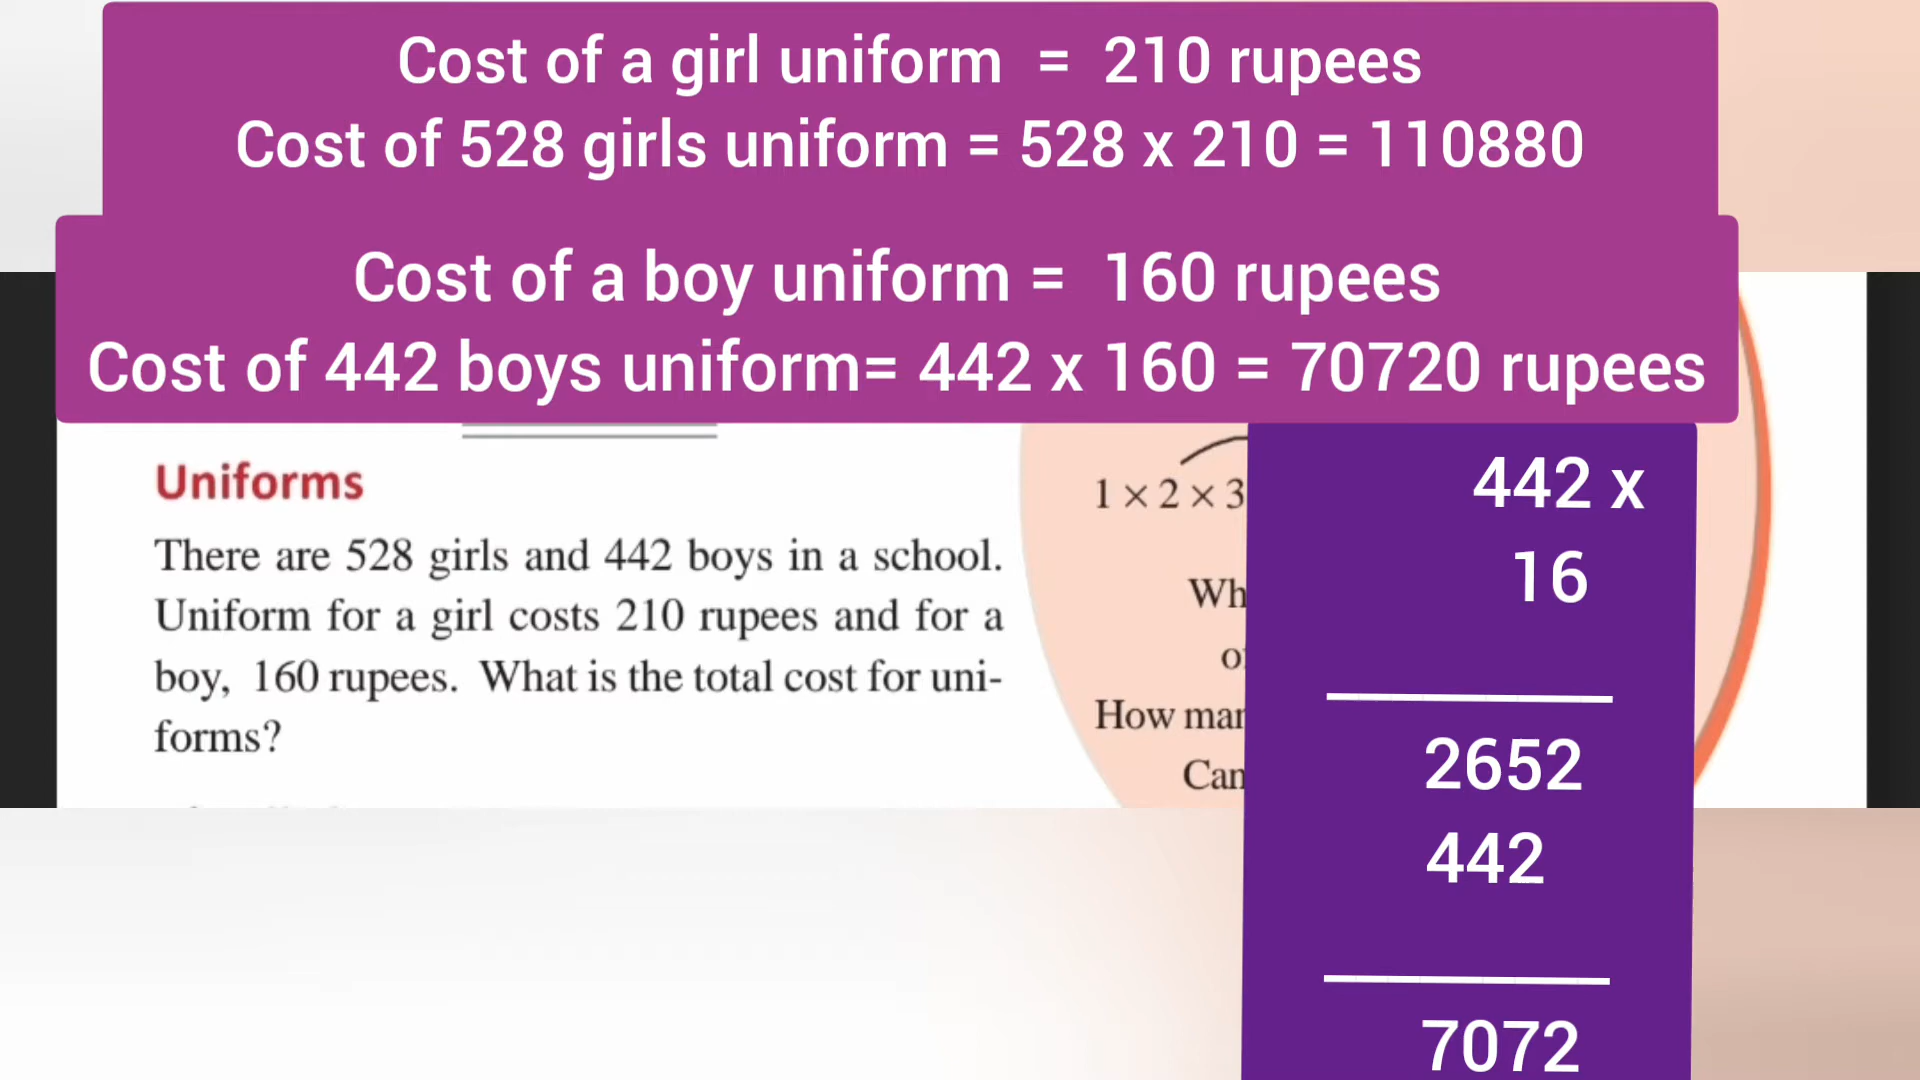 Cost of a girl uniform = 210 rupees
Cost of 528 girls uniform = 528 x 210 = 110880
Cost of a boy uniform = 160 rupees
Cost of 442 boys uniform= 442 x 160 = 70720 rupees
Uniforms
There are 528 girls and 442 boys in a school.
Uniform for a girl costs 210 rupees and for a
boy, 160 rupees. What is the total cost for uni-
forms?
1 × 2 × 3
How
442 x
16
2652
442
7072